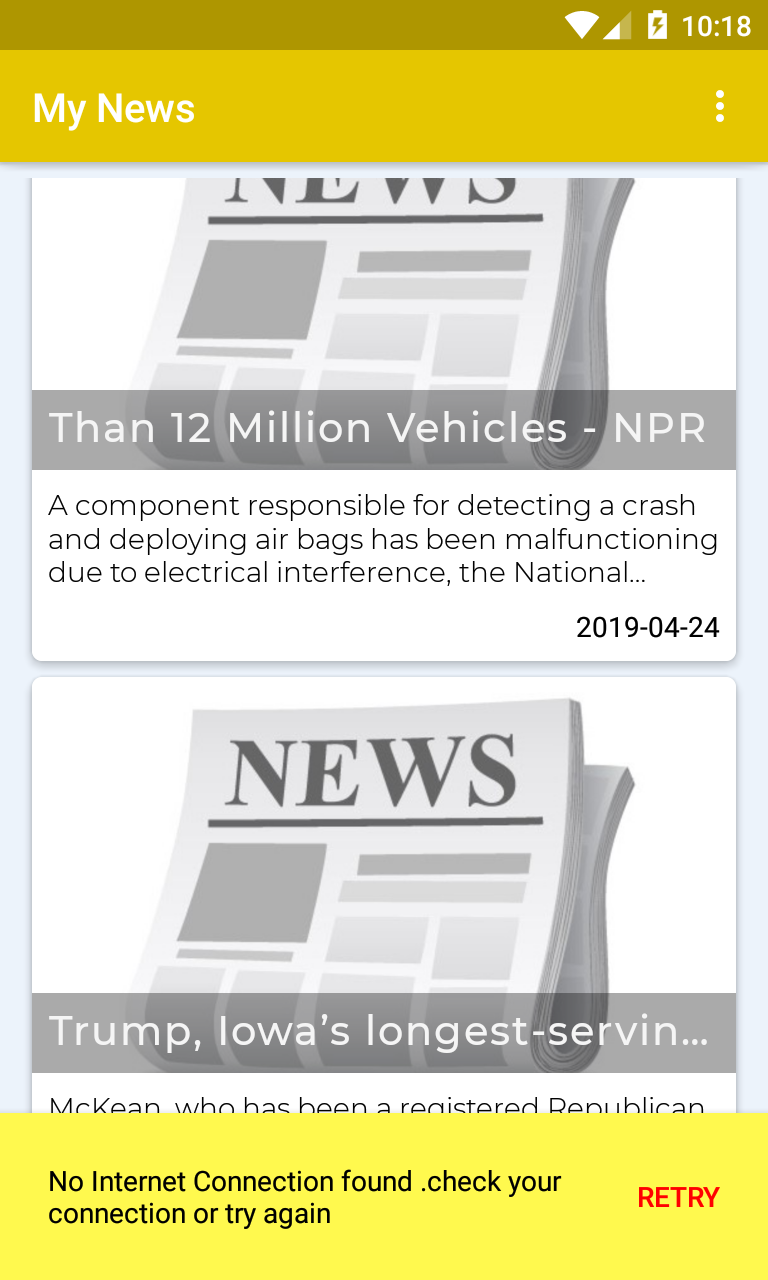 10:18
My News
NEWS
Than 12 Million Vehicles - NPR
A component responsible for detecting a crash
and deploying air bags has been malfunctioning
due to electrical interference, the National...
2019-04-24
NEWS
Trump, Iowa’s longest-servin...
McKean, who has been a registered Republican
No Internet Connection found .check your
connection or try again
RETRY